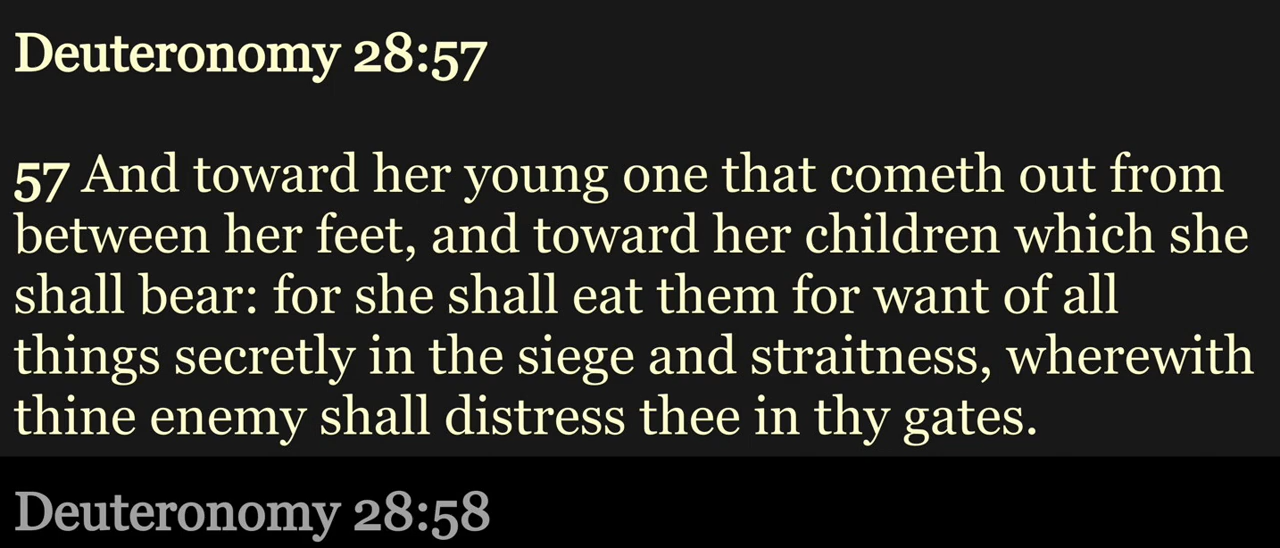 Deuteronomy 28:57
57 And toward her young one that cometh out from
between her feet, and toward her children which she
shall bear: for she shall eat them for want of all
things secretly in the siege and straitness, wherewith
thine enemy shall distress thee in thy gates.
Deuteronomy 28:58